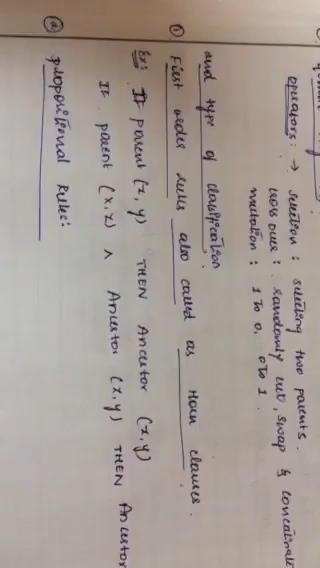 operators: → selection : selecting two parents.
cross over : randomly cut, swap & concatenate
mutation : 1 to 0, 0 to 1.
and type of classification
① First order rules also called as Horn clauses.
Ex: IF parent (x, y) THEN Ancestor (x, y)
IF parent (x, z) ∧ Ancestor (x, y) THEN Ancestor
② propositional Rules: